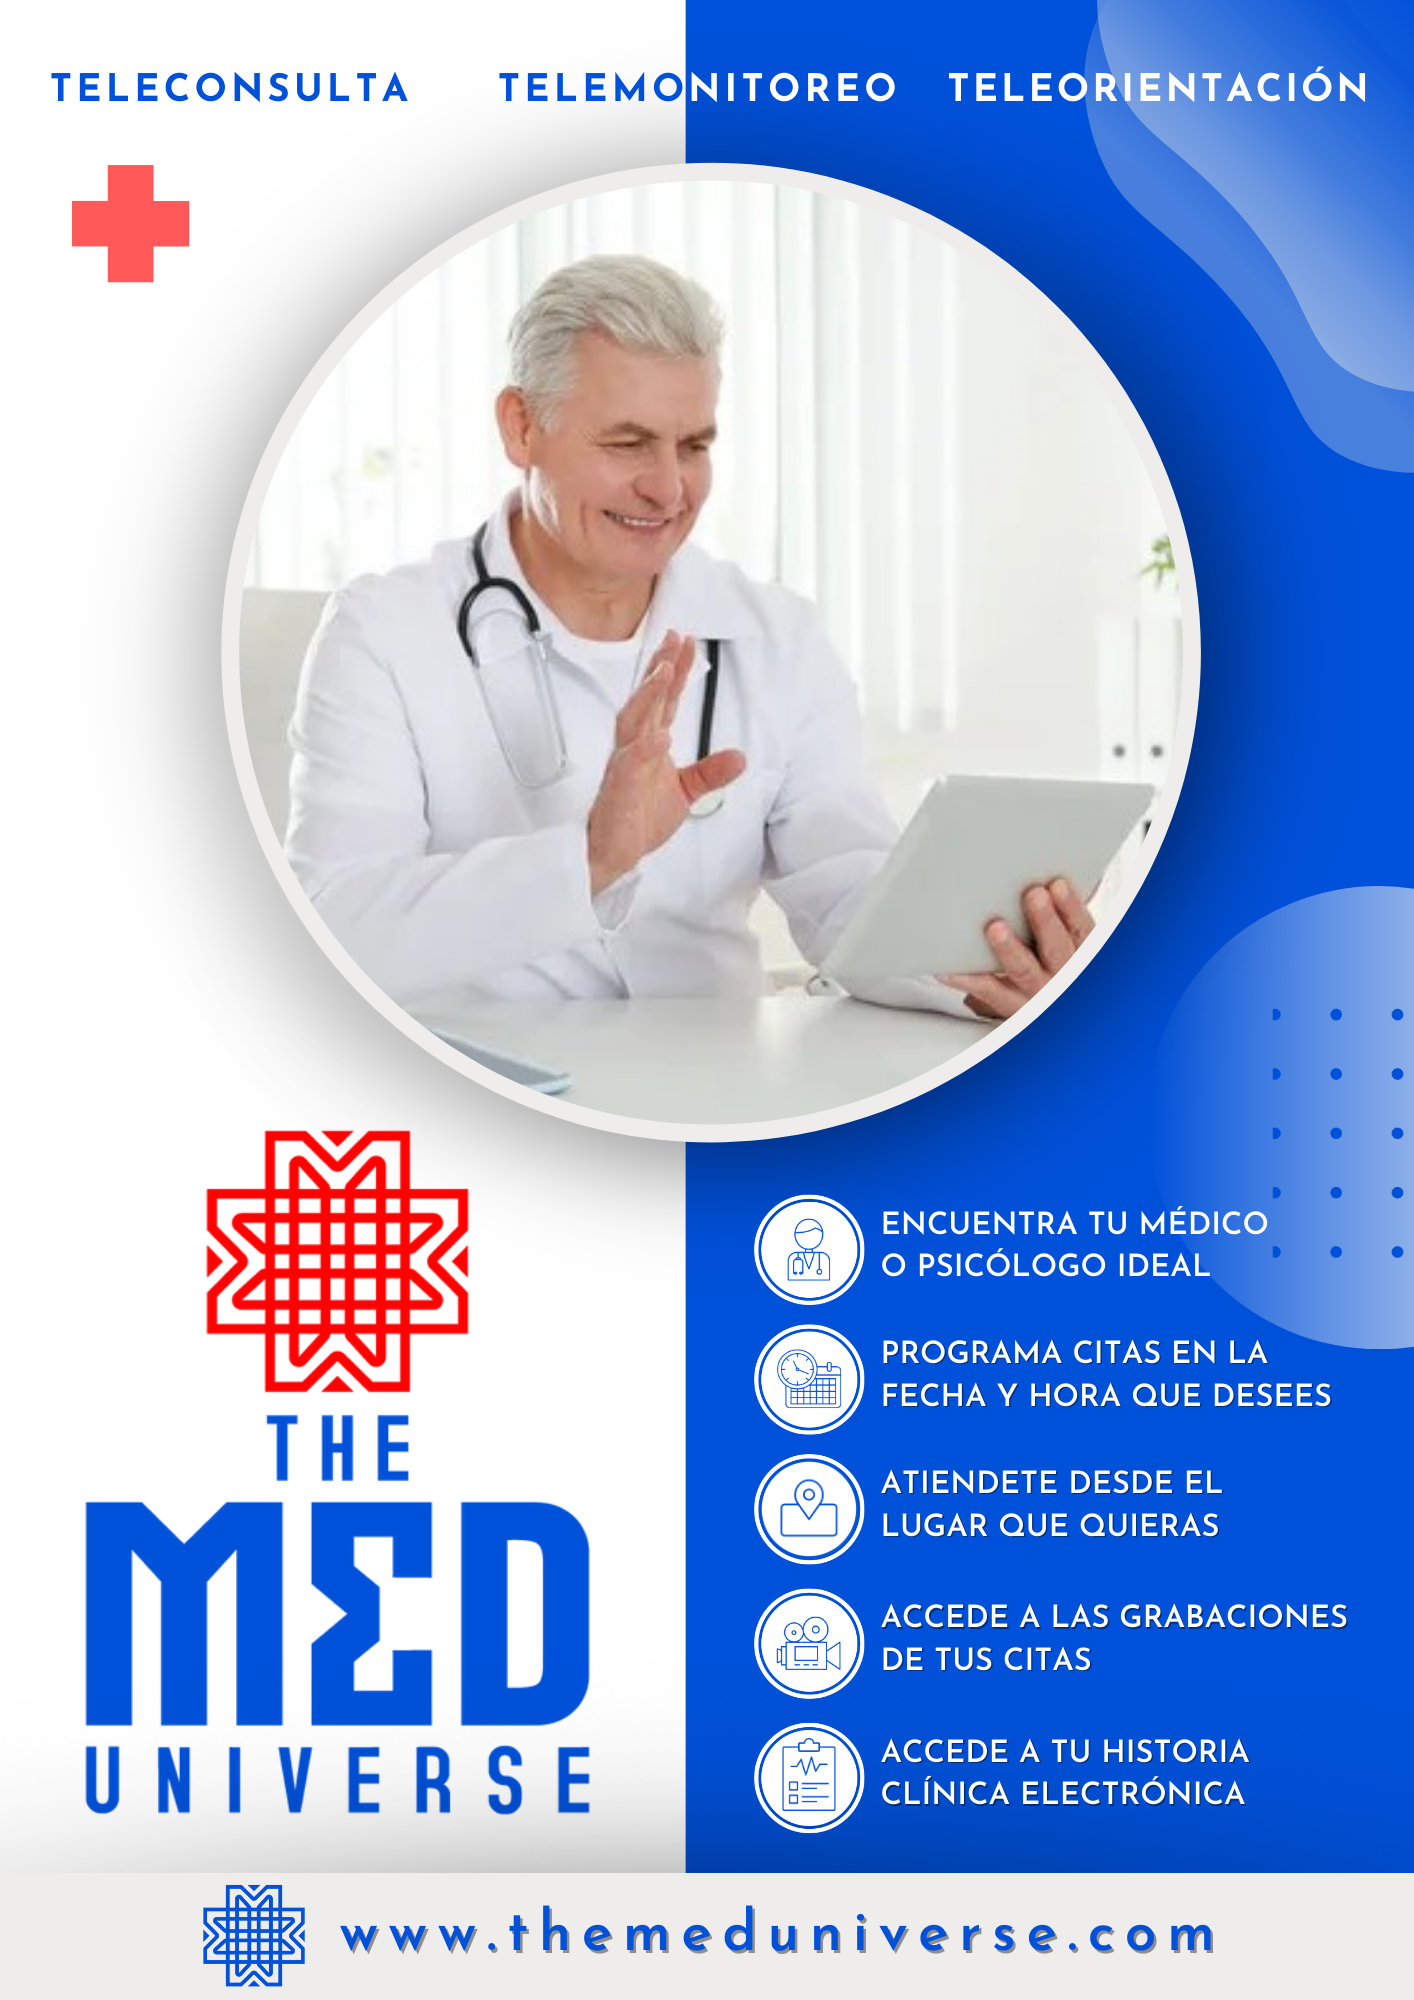 TELECONSULTA TELEMONITOREO TELEORIENTACIÓN
THE
MED
UNIVERSE
ENCUENTRA TU MÉDICO
O PSICÓLOGO IDEAL
PROGRAMA CITAS EN LA
FECHA Y HORA QUE DESEES
ATIENDETE DESDE EL
LUGAR QUE QUIERAS
ACCEDE A LAS GRABACIONES
DE TUS CITAS
ACCEDE A TU HISTORIA
CLÍNICA ELECTRÓNICA
www.themeduniverse.com